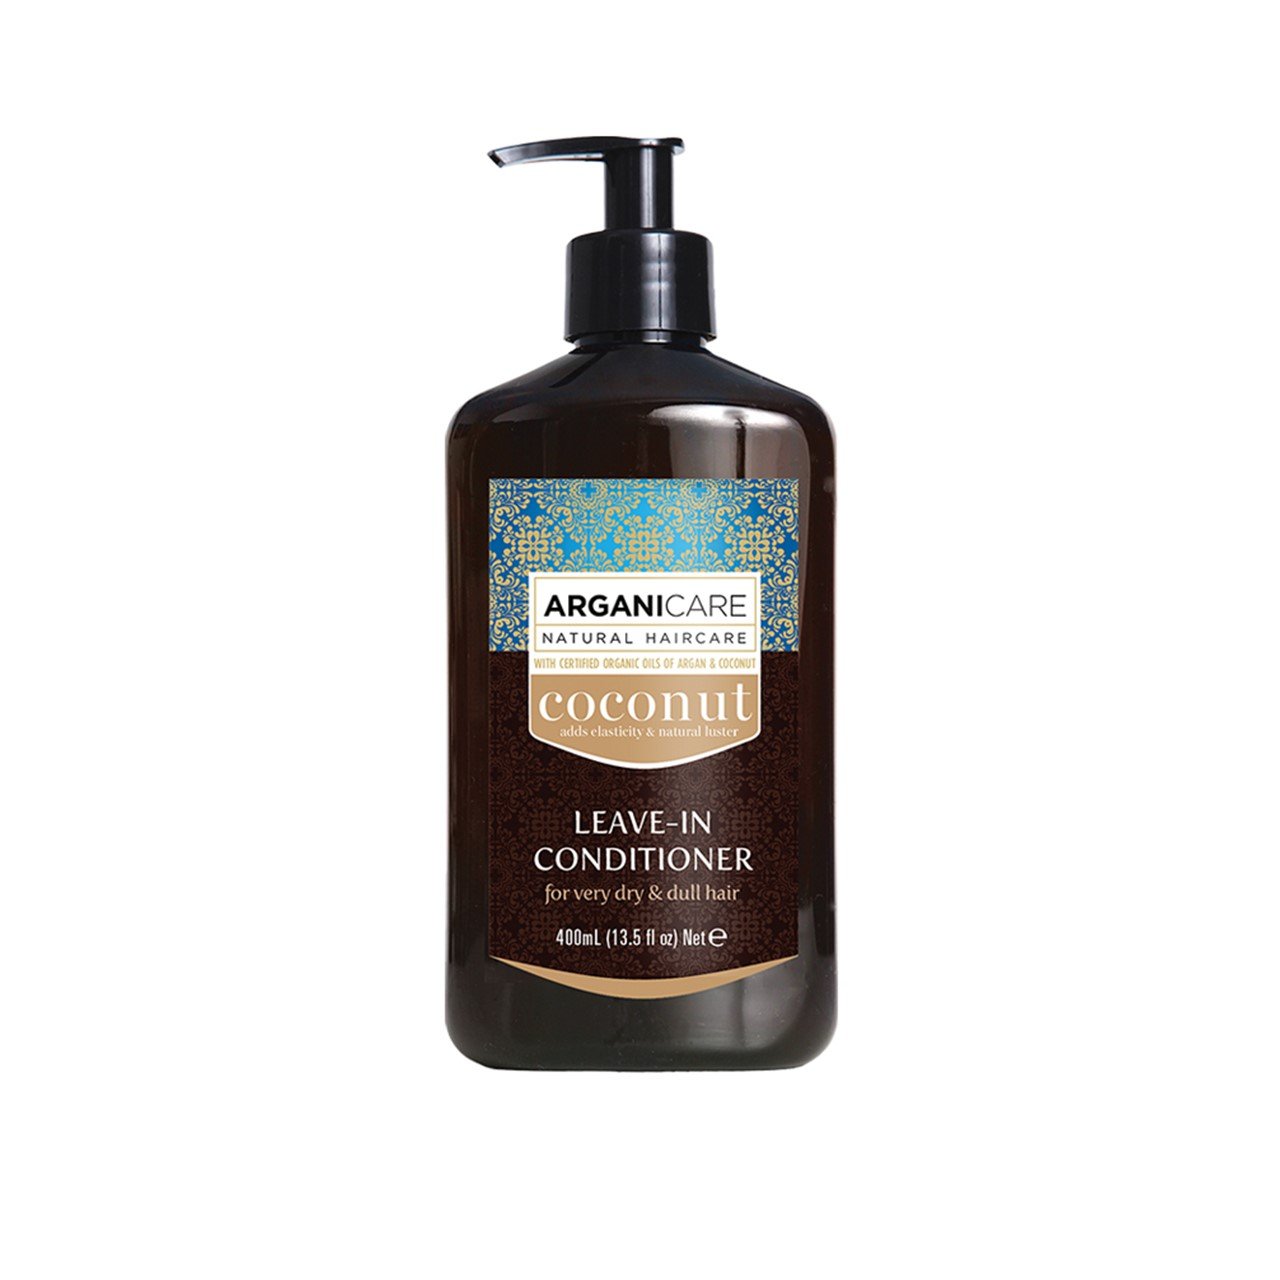 ARGANICARE
NATURAL HAIRCARE
WITH CERTIFIED ORGANIC OILS OF ARGAN & COCONUT
coconut
adds elasticity & natural luster
LEAVE-IN
CONDITIONER
for very dry & dull hair
400mL (13.5 fl oz) Net ℮